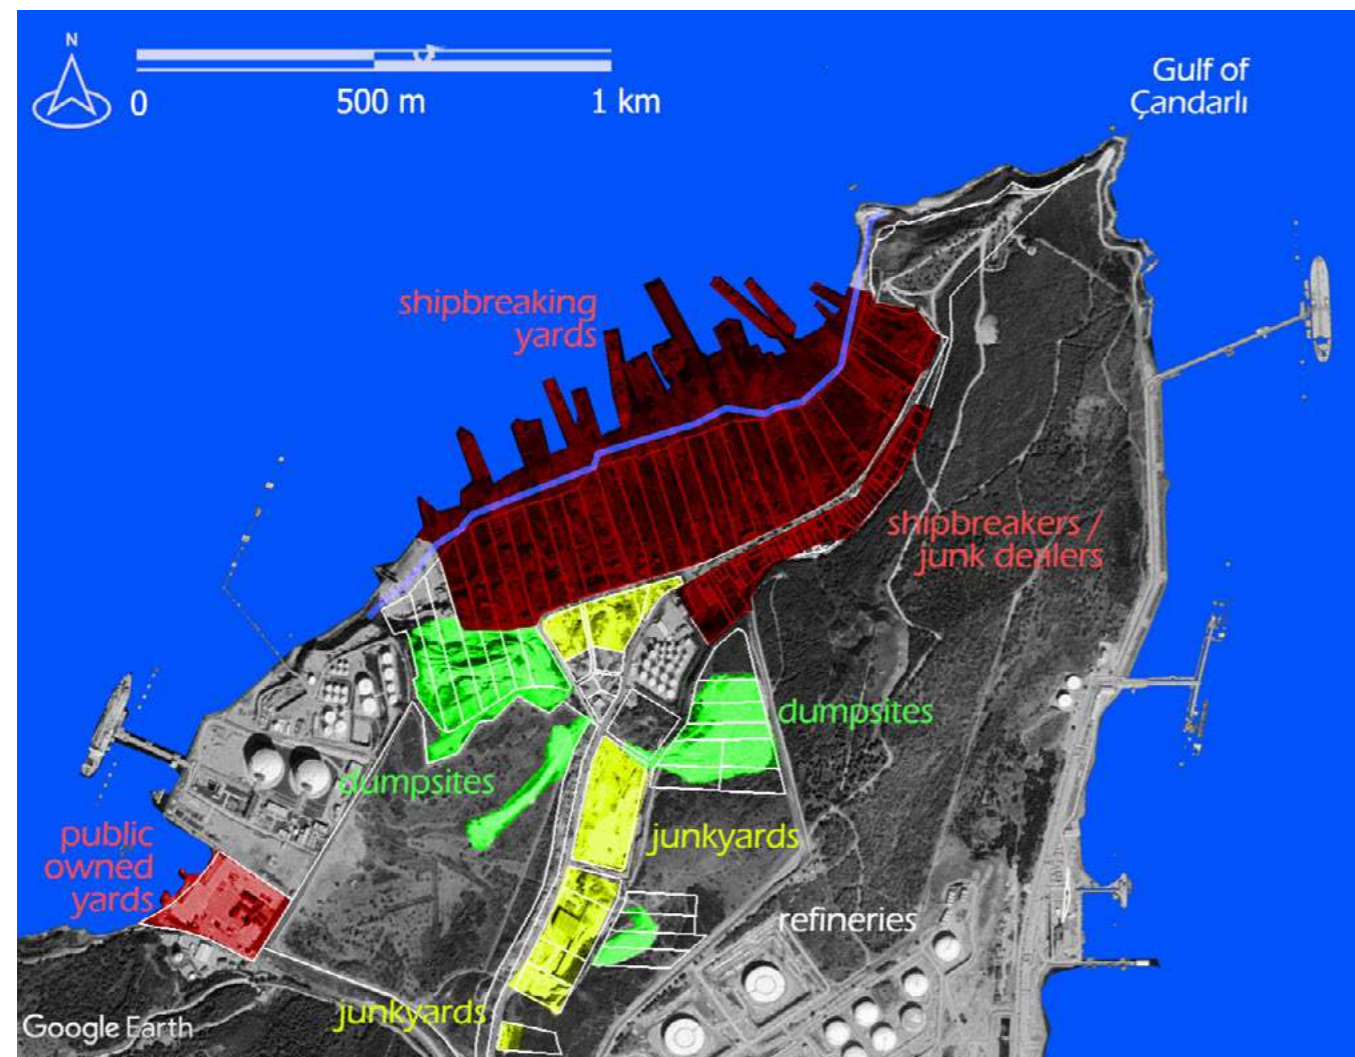 N
0
500 m
1 km
Gulf of
Çandarlı
shipbreaking
yards
shipbreakers /
junk dealers
dumpsites
dumpsites
public
owned
yards
junkyards
refineries
junkyards
Google Earth